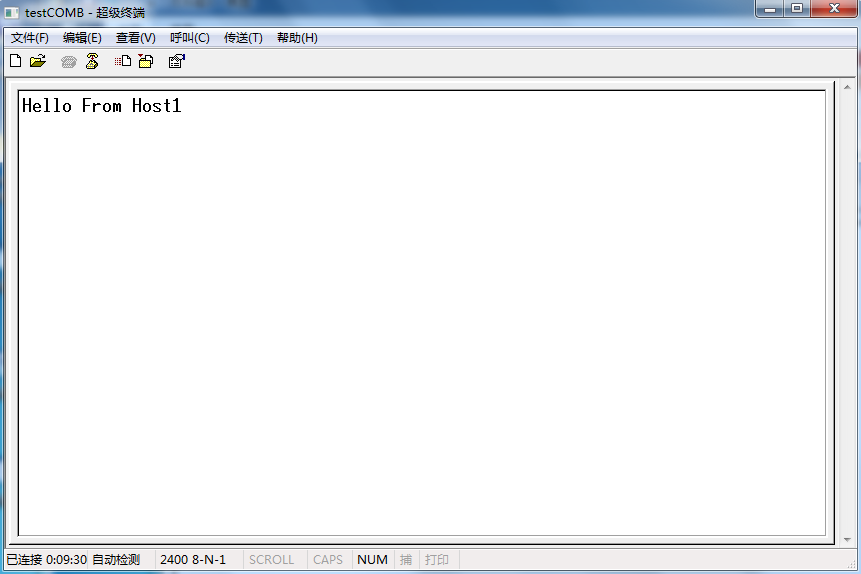 testCOMB - 超级终端
文件(F) 编辑(E) 查看(V) 呼叫(C) 传送(T) 帮助(H)
Hello From Host1
已连接 0:09:30 自动检测 2400 8-N-1 SCROLL CAPS NUM 捕 打印